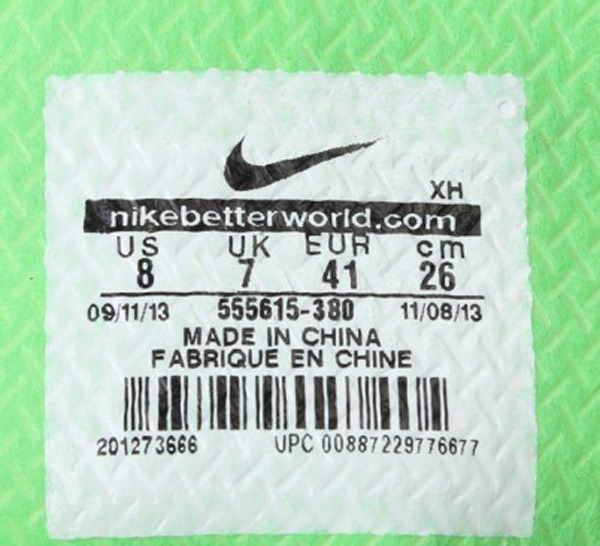 XH
nikebetterworld.com
US UK EUR cm
8 7 41 26
09/11/13 555615-380 11/08/13
MADE IN CHINA
FABRIQUE EN CHINE
201273666 UPC 00887229776677